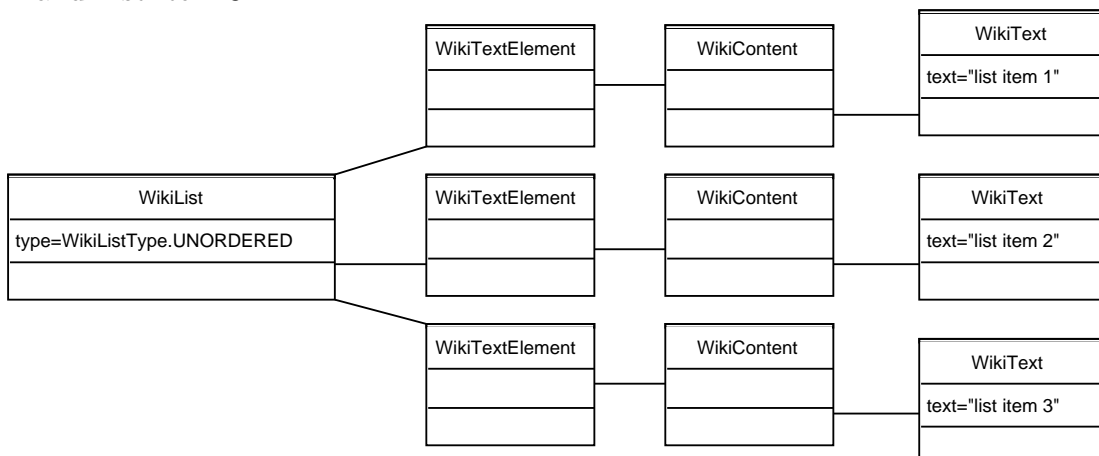 WikiTextElement
WikiContent
WikiText
text="list item 1"
WikiList
type=WikiListType.UNORDERED
WikiTextElement
WikiContent
WikiText
text="list item 2"
WikiTextElement
WikiContent
WikiText
text="list item 3"